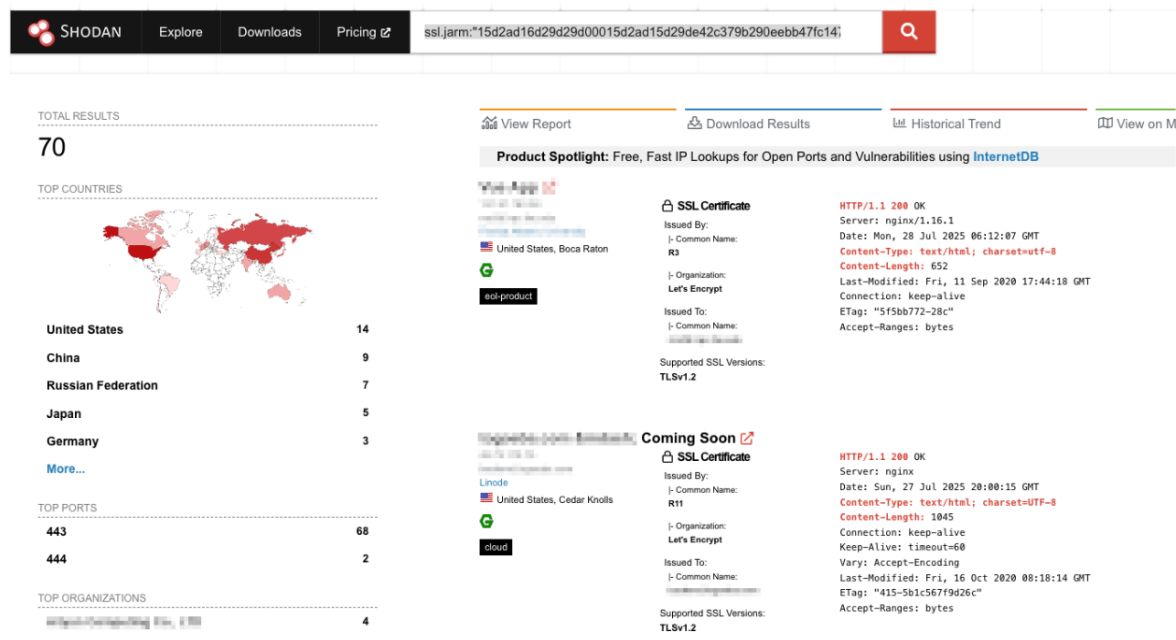 SHODAN Explore Downloads Pricing ssl.jarm:"15d2ad16d29d29d00015d2ad15d29de42c379b290eebb47fc147
TOTAL RESULTS
70
TOP COUNTRIES
United States 14
China 9
Russian Federation 7
Japan 5
Germany 3
More...
TOP PORTS
443 68
444 2
TOP ORGANIZATIONS
4
View Report Download Results Historical Trend View on M
Product Spotlight: Free, Fast IP Lookups for Open Ports and Vulnerabilities using InternetDB
United States, Boca Raton
eol-product
SSL Certificate
Issued By:
|- Common Name:
R3
|- Organization:
Let's Encrypt
Issued To:
|- Common Name:
Supported SSL Versions:
TLSv1.2
HTTP/1.1 200 OK
Server: nginx/1.16.1
Date: Mon, 28 Jul 2025 06:12:07 GMT
Content-Type: text/html; charset=utf-8
Content-Length: 652
Last-Modified: Fri, 11 Sep 2020 17:44:18 GMT
Connection: keep-alive
ETag: "5f5bb772-28c"
Accept-Ranges: bytes
Coming Soon
Linode
United States, Cedar Knolls
cloud
SSL Certificate
Issued By:
|- Common Name:
R11
|- Organization:
Let's Encrypt
Issued To:
|- Common Name:
Supported SSL Versions:
TLSv1.2
HTTP/1.1 200 OK
Server: nginx
Date: Sun, 27 Jul 2025 20:00:15 GMT
Content-Type: text/html; charset=UTF-8
Content-Length: 1045
Connection: keep-alive
Keep-Alive: timeout=60
Vary: Accept-Encoding
Last-Modified: Fri, 16 Oct 2020 08:18:14 GMT
ETag: "415-5b1c567f9d26c"
Accept-Ranges: bytes